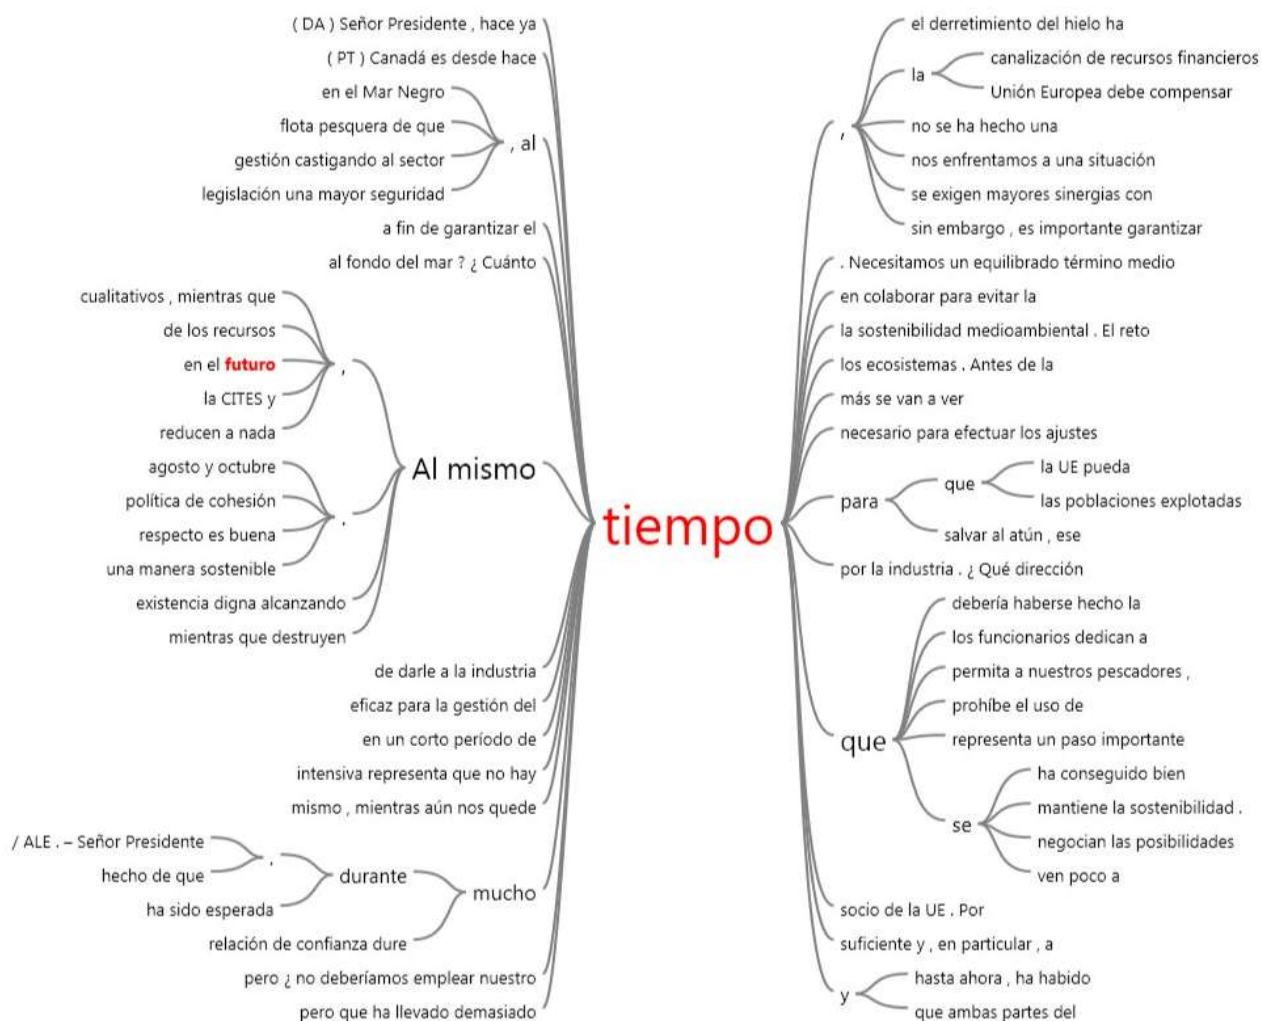 ( DA ) Señor Presidente , hace ya
( PT ) Canadá es desde hace
en el Mar Negro
flota pesquera de que
gestión castigando al sector
legislación una mayor seguridad
, al
a fin de garantizar el
al fondo del mar ? ¿ Cuánto
cualitativos , mientras que
de los recursos
en el futuro
la CITES y
reducen a nada
,
agosto y octubre
política de cohesión
respecto es buena
una manera sostenible
.
existencia digna alcanzando
mientras que destruyen
Al mismo
de darle a la industria
eficaz para la gestión del
en un corto período de
intensiva representa que no hay
mismo , mientras aún nos quede
/ ALE . – Señor Presidente
hecho de que
,
ha sido esperada
durante
relación de confianza dure
mucho
pero ¿ no deberíamos emplear nuestro
pero que ha llevado demasiado
tiempo
,
el derretimiento del hielo ha
la
canalización de recursos financieros
Unión Europea debe compensar
no se ha hecho una
nos enfrentamos a una situación
se exigen mayores sinergias con
sin embargo , es importante garantizar
. Necesitamos un equilibrado término medio
en colaborar para evitar la
la sostenibilidad medioambiental . El reto
los ecosistemas . Antes de la
más se van a ver
necesario para efectuar los ajustes
para
que
la UE pueda
las poblaciones explotadas
salvar al atún , ese
por la industria . ¿ Qué dirección
que
debería haberse hecho la
los funcionarios dedican a
permita a nuestros pescadores ,
prohíbe el uso de
representa un paso importante
se
ha conseguido bien
mantiene la sostenibilidad .
negocian las posibilidades
ven poco a
socio de la UE . Por
suficiente y , en particular , a
y
hasta ahora , ha habido
que ambas partes del